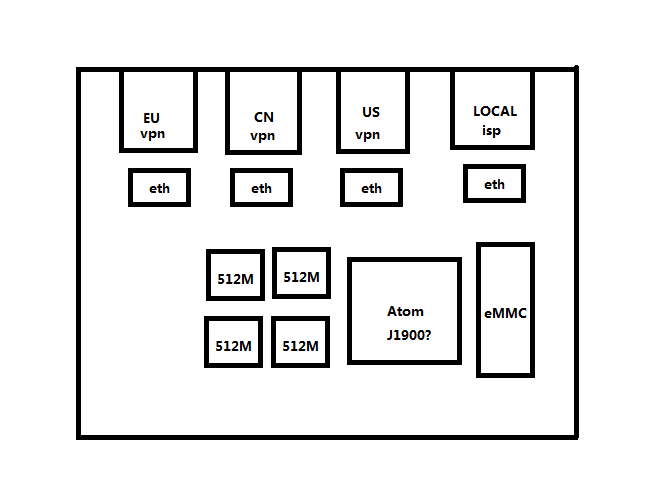 EU
vpn
CN
vpn
US
vpn
LOCAL
isp
eth
eth
eth
eth
512M
512M
512M
512M
Atom
J1900?
eMMC